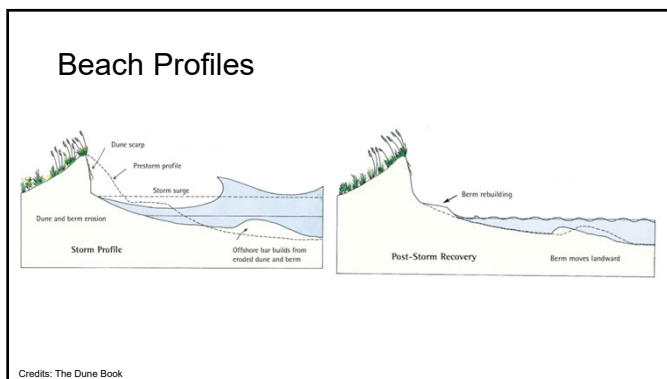 Beach Profiles
Dune scarp
Prestorm profile
Storm surge
Dune and berm erosion
Storm Profile
Offshore bar builds from
eroded dune and berm
Berm rebuilding
Post-Storm Recovery
Berm moves landward
Credits: The Dune Book